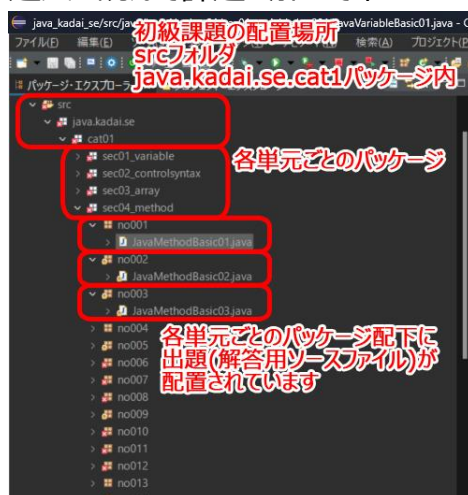 java_kadai_se/src/jav
avaVariableBasic01.java - C
初級課題の配置場所
ファイル(F) 編集(E)
検索(A) プロジェクト(P
srcフォルダ
java.kadai.se.cat1パッケージ内
パッケージ・エクスプローラ
src
java.kadai.se
cat01
各単元ごとのパッケージ
sec01_variable
sec02_controlsyntax
sec03_array
sec04_method
no001
JavaMethodBasic01.java
no002
JavaMethodBasic02.java
no003
JavaMethodBasic03.java
no004
各単元ごとのパッケージ配下に
no005
出題(解答用ソースファイル)が
no006
配置されています
no007
no008
no009
no010
no011
no012
no013